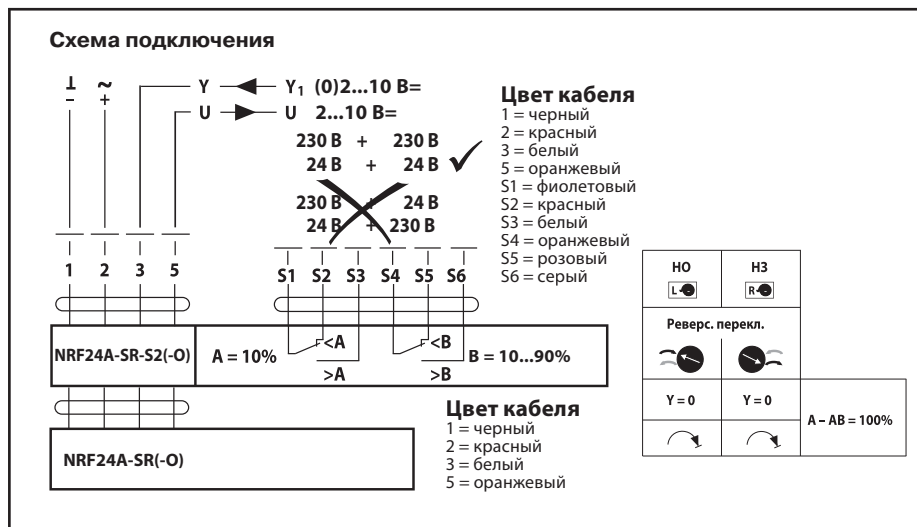 Схема подключения
⊥ ~
– +
Y Y1 (0)2...10 В=
U U 2...10 В=
230 В + 230 В
24 В + 24 В
230 В + 24 В
24 В + 230 В
1 2 3 5 S1 S2 S3 S4 S5 S6
Цвет кабеля
1 = черный
2 = красный
3 = белый
5 = оранжевый
S1 = фиолетовый
S2 = красный
S3 = белый
S4 = оранжевый
S5 = розовый
S6 = серый
NRF24A-SR-S2(-O) A = 10% <A >A <B >B B = 10...90%
NRF24A-SR(-O)
Цвет кабеля
1 = черный
2 = красный
3 = белый
5 = оранжевый
НО НЗ
L R
Реверс. перекл.
Y = 0 Y = 0
A – AB = 100%